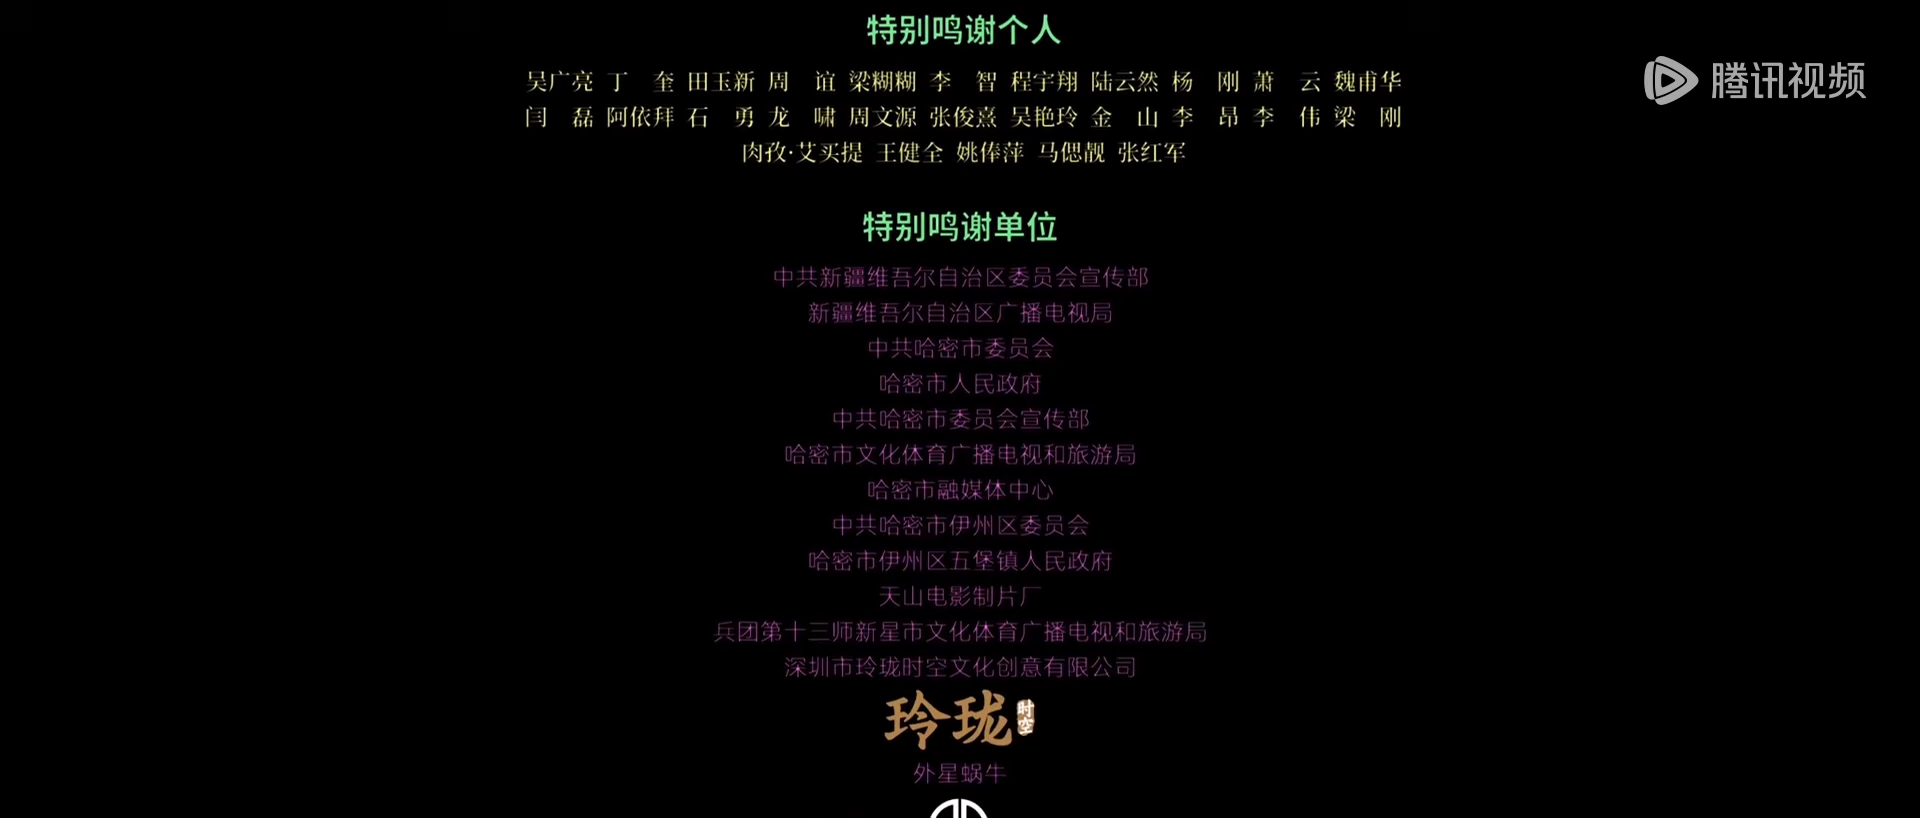 特别鸣谢个人
腾讯视频
吴广亮 丁 奎 田玉新 周 谊 梁糊糊 李 智 程宇翔 陆云然 杨 刚 萧 云 魏甫华
闫 磊 阿依拜 石 勇 龙 啸 周文源 张俊熹 吴艳玲 金 山 李 昂 李 伟 梁 刚
肉孜·艾买提 王健全 姚俸萍 马偲靓 张红军
特别鸣谢单位
中共新疆维吾尔自治区委员会宣传部
新疆维吾尔自治区广播电视局
中共哈密市委员会
哈密市人民政府
中共哈密市委员会宣传部
哈密市文化体育广播电视和旅游局
哈密市融媒体中心
中共哈密市伊州区委员会
哈密市伊州区五堡镇人民政府
天山电影制片厂
兵团第十三师新星市文化体育广播电视和旅游局
深圳市玲珑时空文化创意有限公司
玲珑时空
外星蜗牛